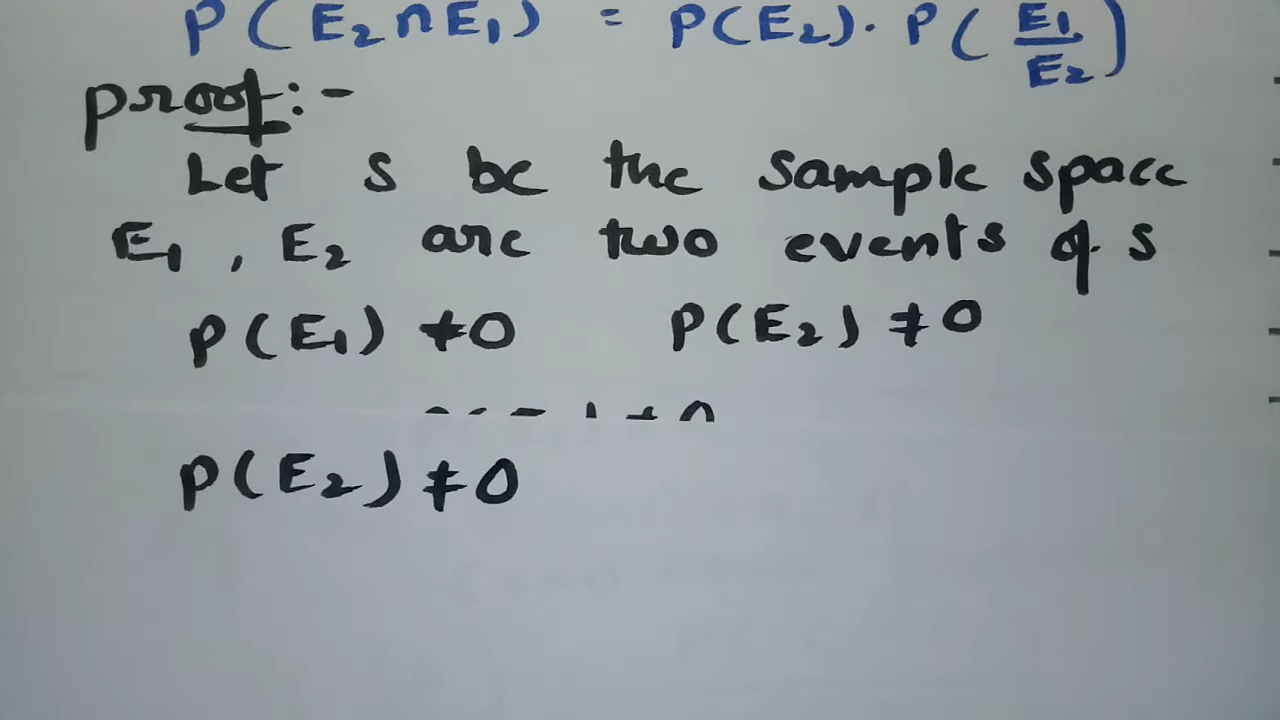 P(E₂∩E₁) = P(E₂). P(E₁/E₂)
proof:-
Let S be the sample space
E₁, E₂ are two events of S
P(E₁) ≠0 P(E₂) ≠0
P(E₂) ≠0